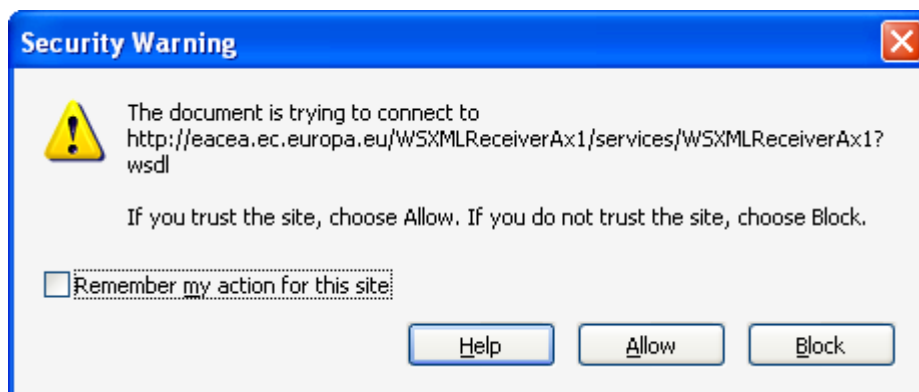 Security Warning
The document is trying to connect to
http://eacea.ec.europa.eu/WSXMLReceiverAx1/services/WSXMLReceiverAx1?
wsdl
If you trust the site, choose Allow. If you do not trust the site, choose Block.
Remember my action for this site
Help Allow Block